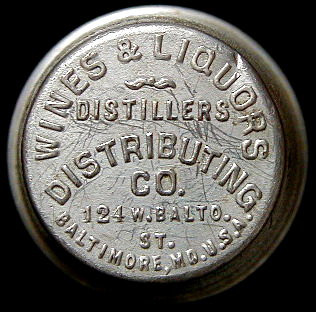 WINES & LIQUORS
DISTILLERS
DISTRIBUTING
CO.
124 W. BALTO.
ST.
BALTIMORE, MD. U.S.A.